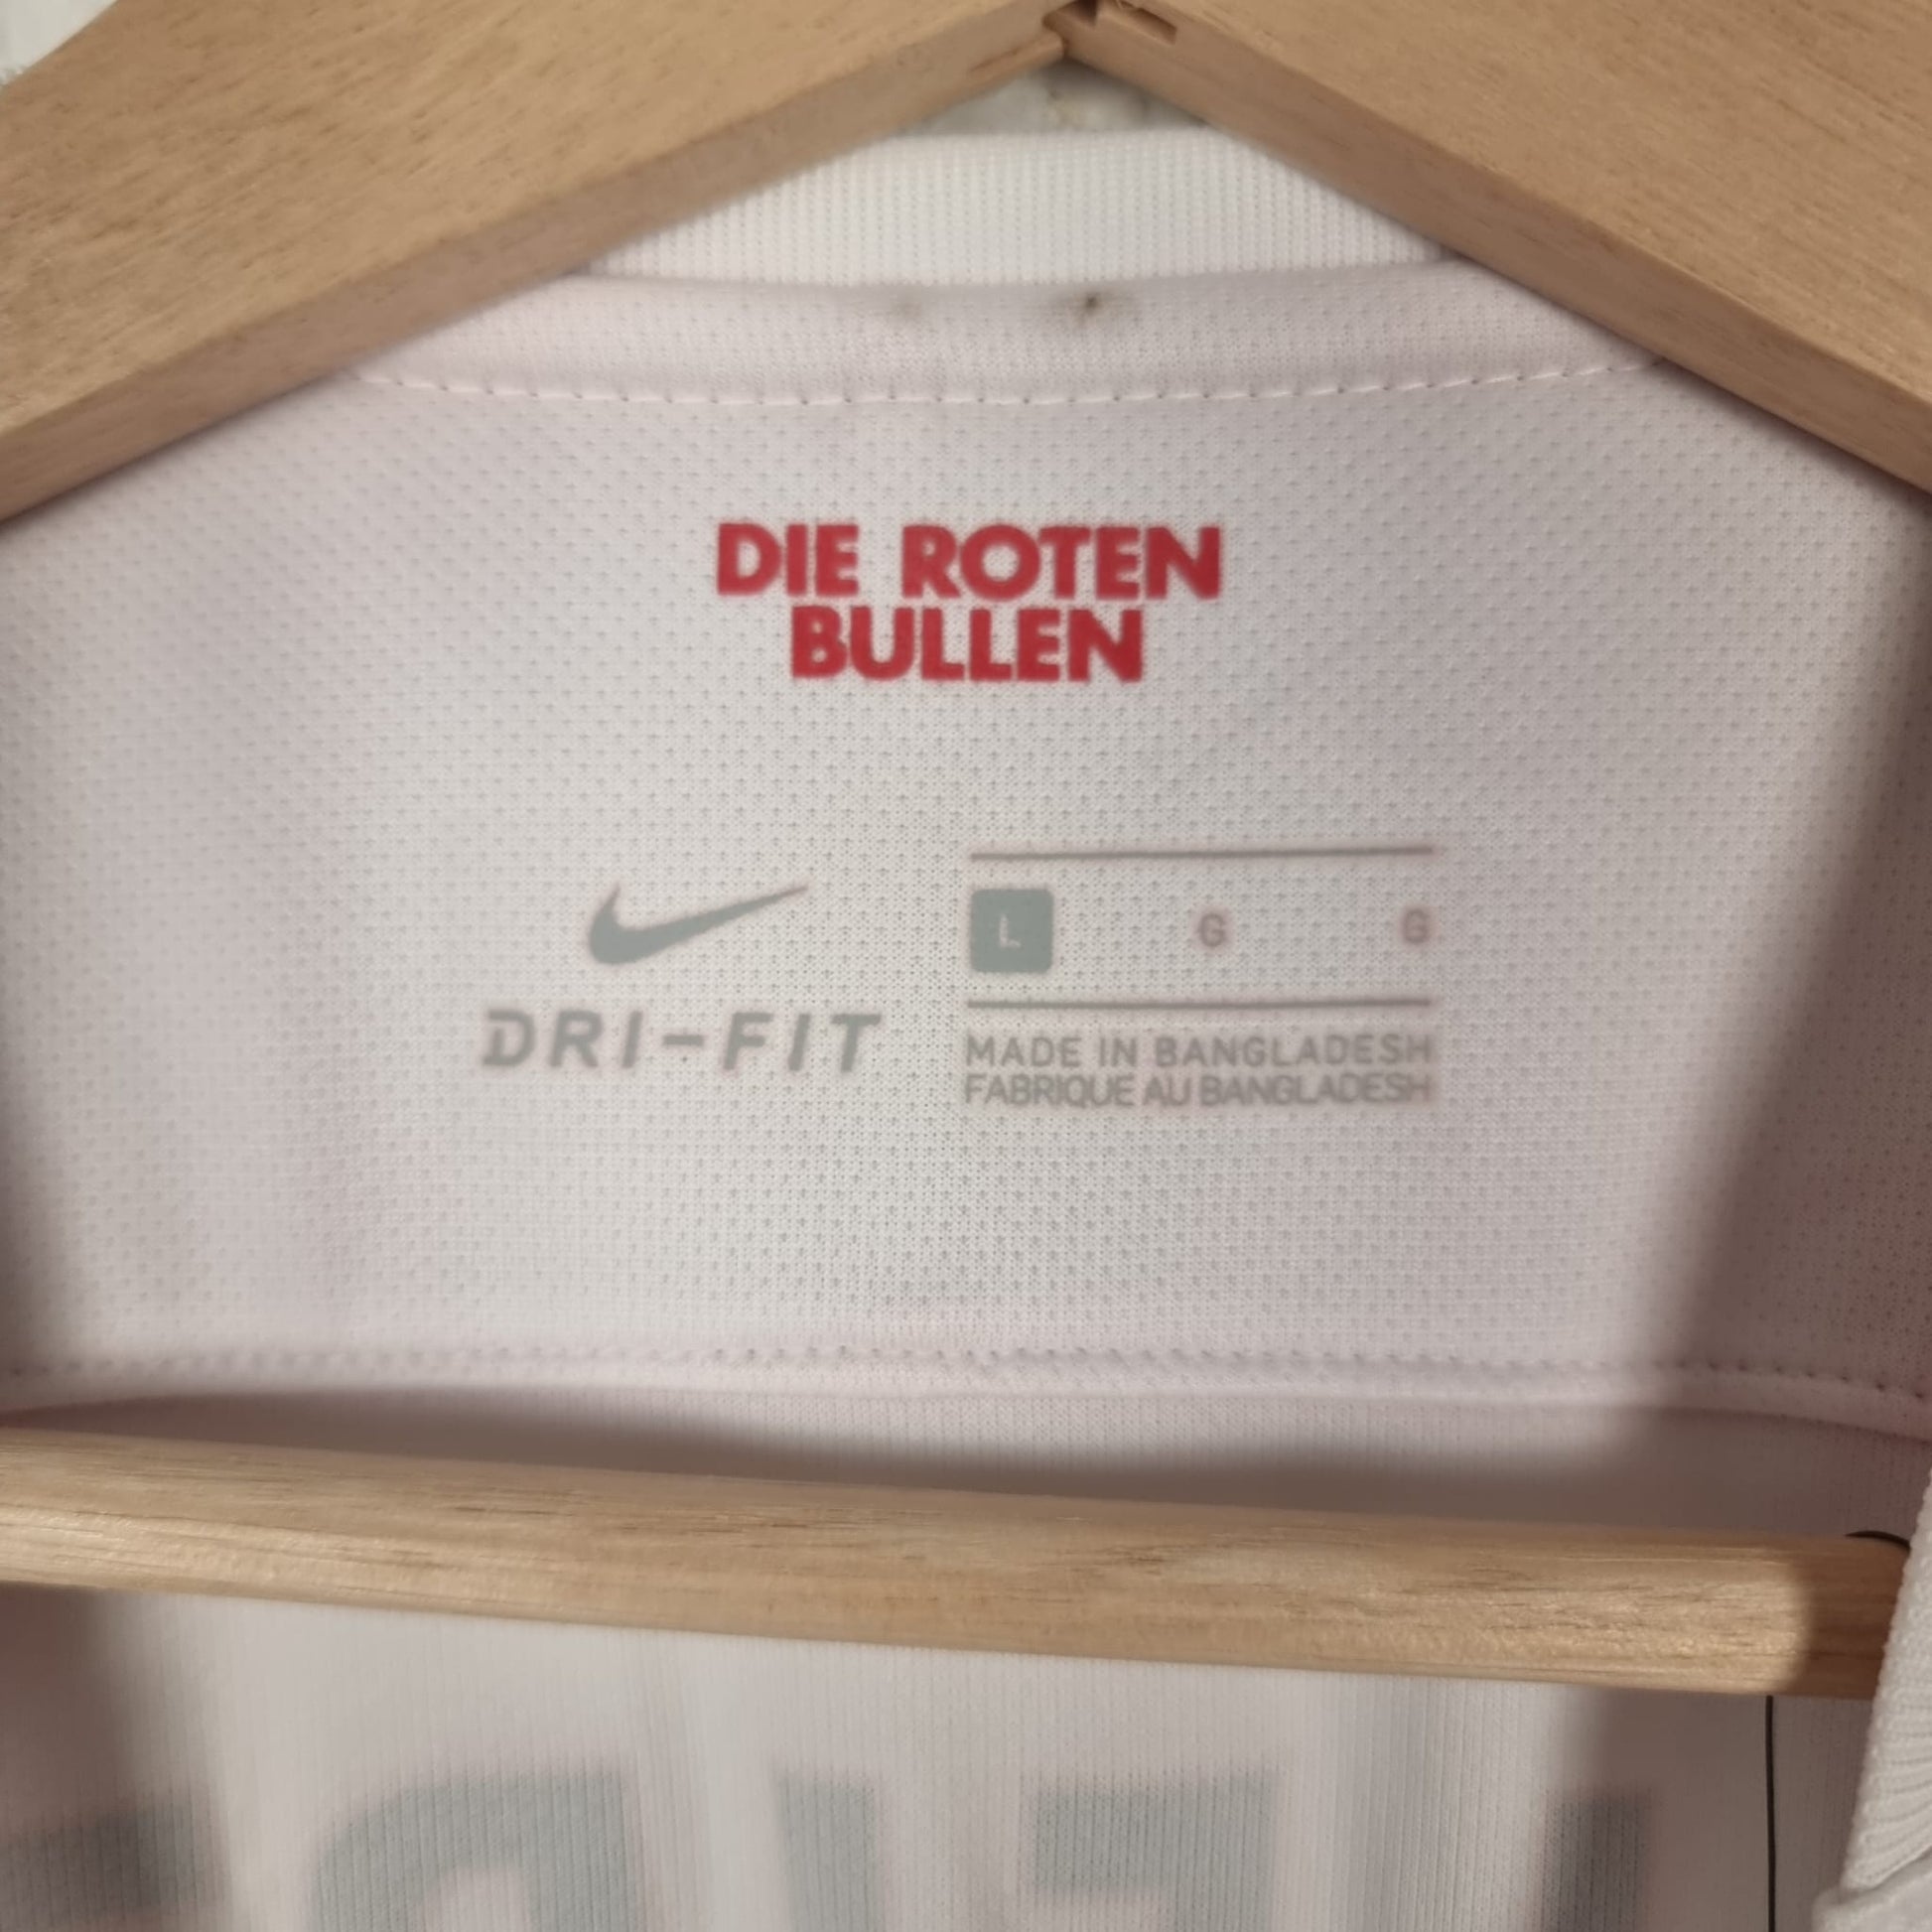 DIE ROTEN
BULLEN
DRI-FIT
L G G
MADE IN BANGLADESH
FABRIQUE AU BANGLADESH